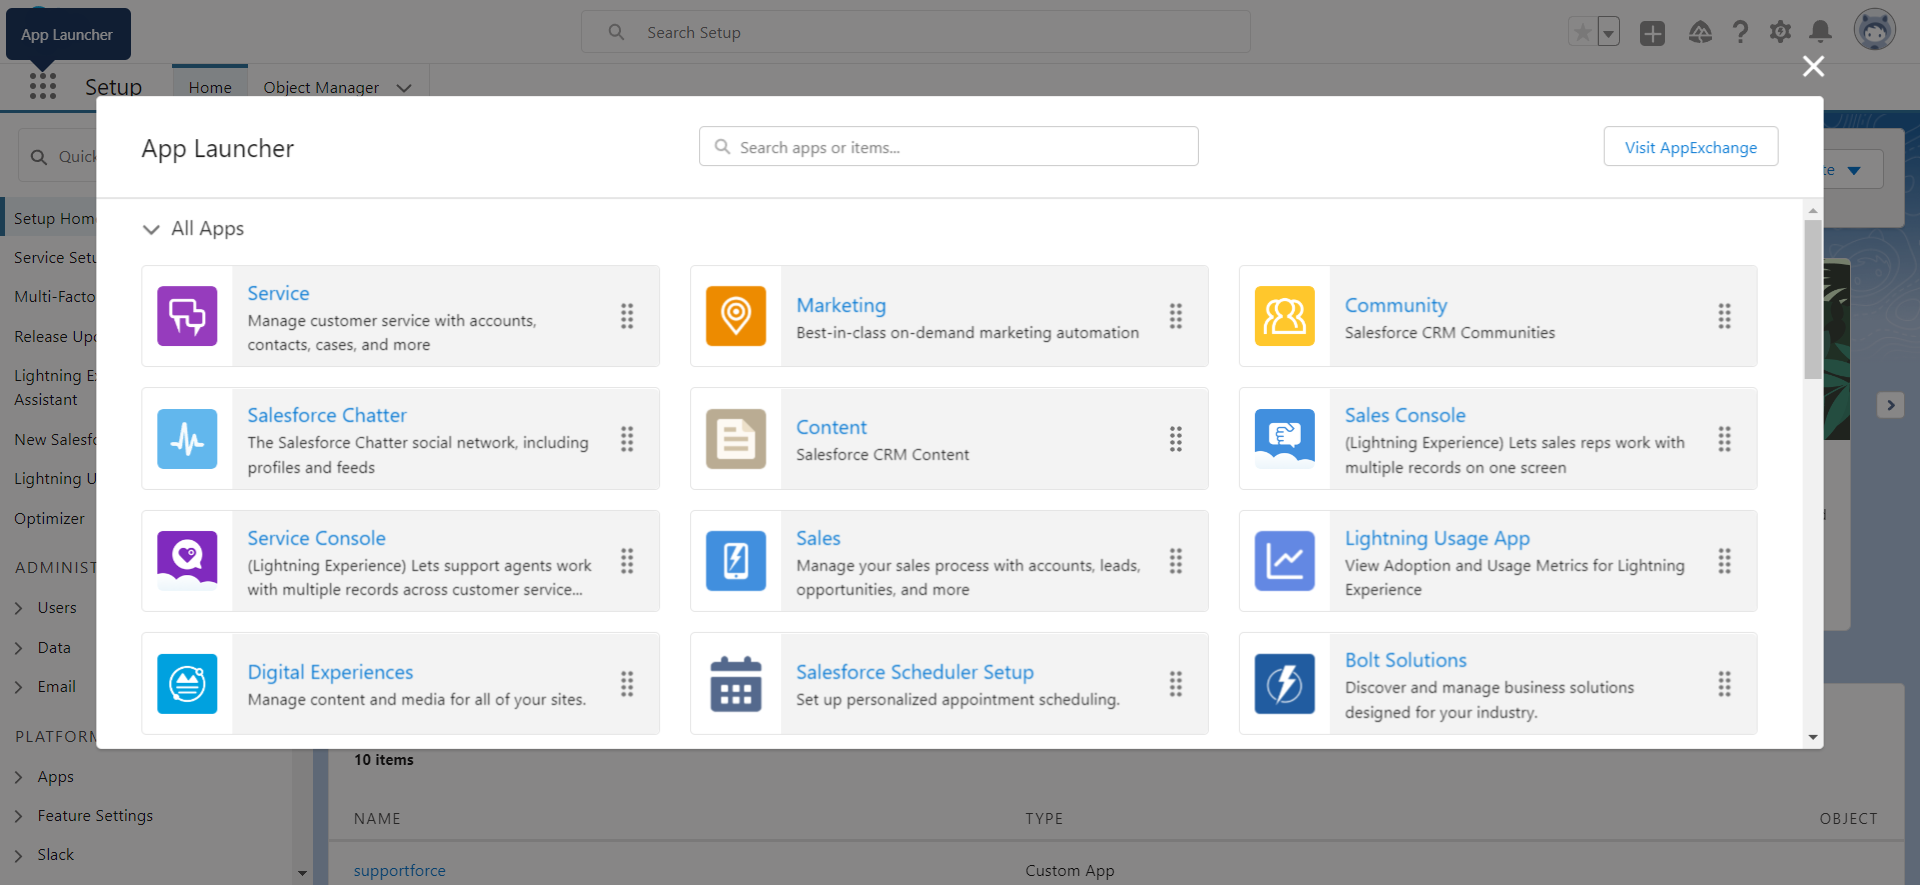 App Launcher
Search Setup
Setup
Home
Object Manager
App Launcher
Search apps or items...
Visit AppExchange
Quick
Setup Home
Service Setu
Multi-Facto
Release Upd
Lightning E
Assistant
New Salesfo
Lightning U
Optimizer
ADMINIST
Users
Data
Email
PLATFORM
Apps
Feature Settings
Slack
All Apps
Service
Manage customer service with accounts,
contacts, cases, and more
Marketing
Best-in-class on-demand marketing automation
Community
Salesforce CRM Communities
Salesforce Chatter
The Salesforce Chatter social network, including
profiles and feeds
Content
Salesforce CRM Content
Sales Console
(Lightning Experience) Lets sales reps work with
multiple records on one screen
Service Console
(Lightning Experience) Lets support agents work
with multiple records across customer service...
Sales
Manage your sales process with accounts, leads,
opportunities, and more
Lightning Usage App
View Adoption and Usage Metrics for Lightning
Experience
Digital Experiences
Manage content and media for all of your sites.
Salesforce Scheduler Setup
Set up personalized appointment scheduling.
Bolt Solutions
Discover and manage business solutions
designed for your industry.
10 items
NAME
TYPE
OBJECT
supportforce
Custom App